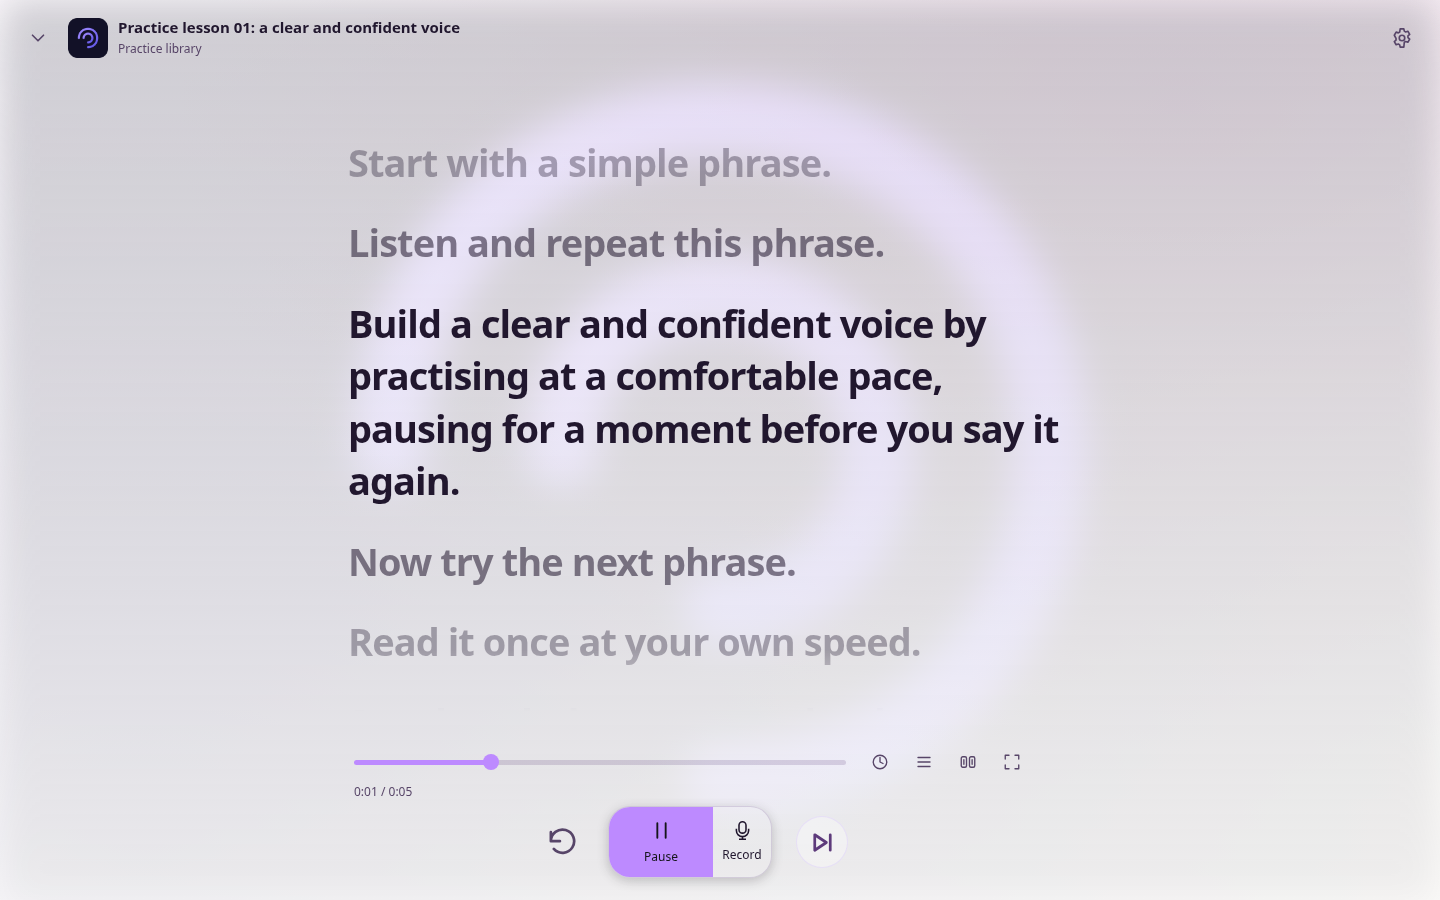 Practice lesson 01: a clear and confident voice
Practice library
Start with a simple phrase.
Listen and repeat this phrase.
Build a clear and confident voice by
practising at a comfortable pace,
pausing for a moment before you say it
again.
Now try the next phrase.
Read it once at your own speed.
0:01 / 0:05
Pause
Record